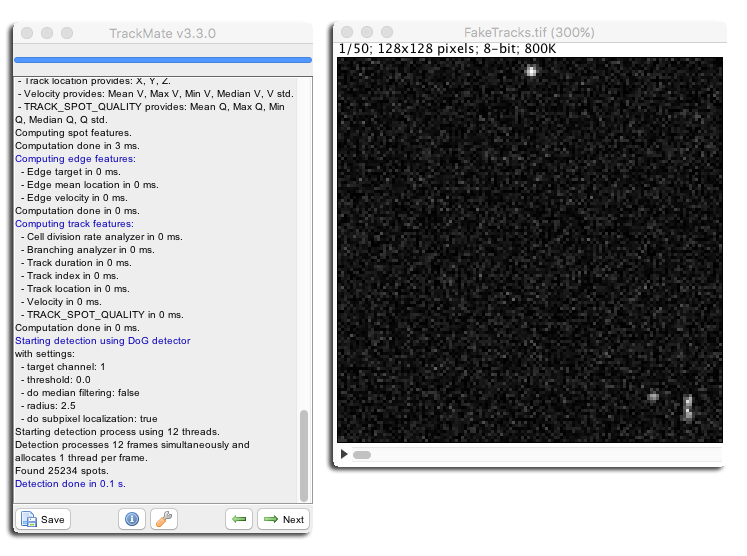 TrackMate v3.3.0
- Track location provides: X, Y, Z.
- Velocity provides: Mean V, Max V, Min V, Median V, V std.
- TRACK_SPOT_QUALITY provides: Mean Q, Max Q, Min
Q, Median Q, Q std.
Computing spot features.
Computation done in 3 ms.
Computing edge features:
- Edge target in 0 ms.
- Edge mean location in 0 ms.
- Edge velocity in 0 ms.
Computation done in 0 ms.
Computing track features:
- Cell division rate analyzer in 0 ms.
- Branching analyzer in 0 ms.
- Track duration in 0 ms.
- Track index in 0 ms.
- Track location in 0 ms.
- Velocity in 0 ms.
- TRACK_SPOT_QUALITY in 0 ms.
Computation done in 0 ms.
Starting detection using DoG detector
with settings:
- target channel: 1
- threshold: 0.0
- do median filtering: false
- radius: 2.5
- do subpixel localization: true
Starting detection process using 12 threads.
Detection processes 12 frames simultaneously and
allocates 1 thread per frame.
Found 25234 spots.
Detection done in 0.1 s.
Save
Next
FakeTracks.tif (300%)
1/50; 128x128 pixels; 8-bit; 800K